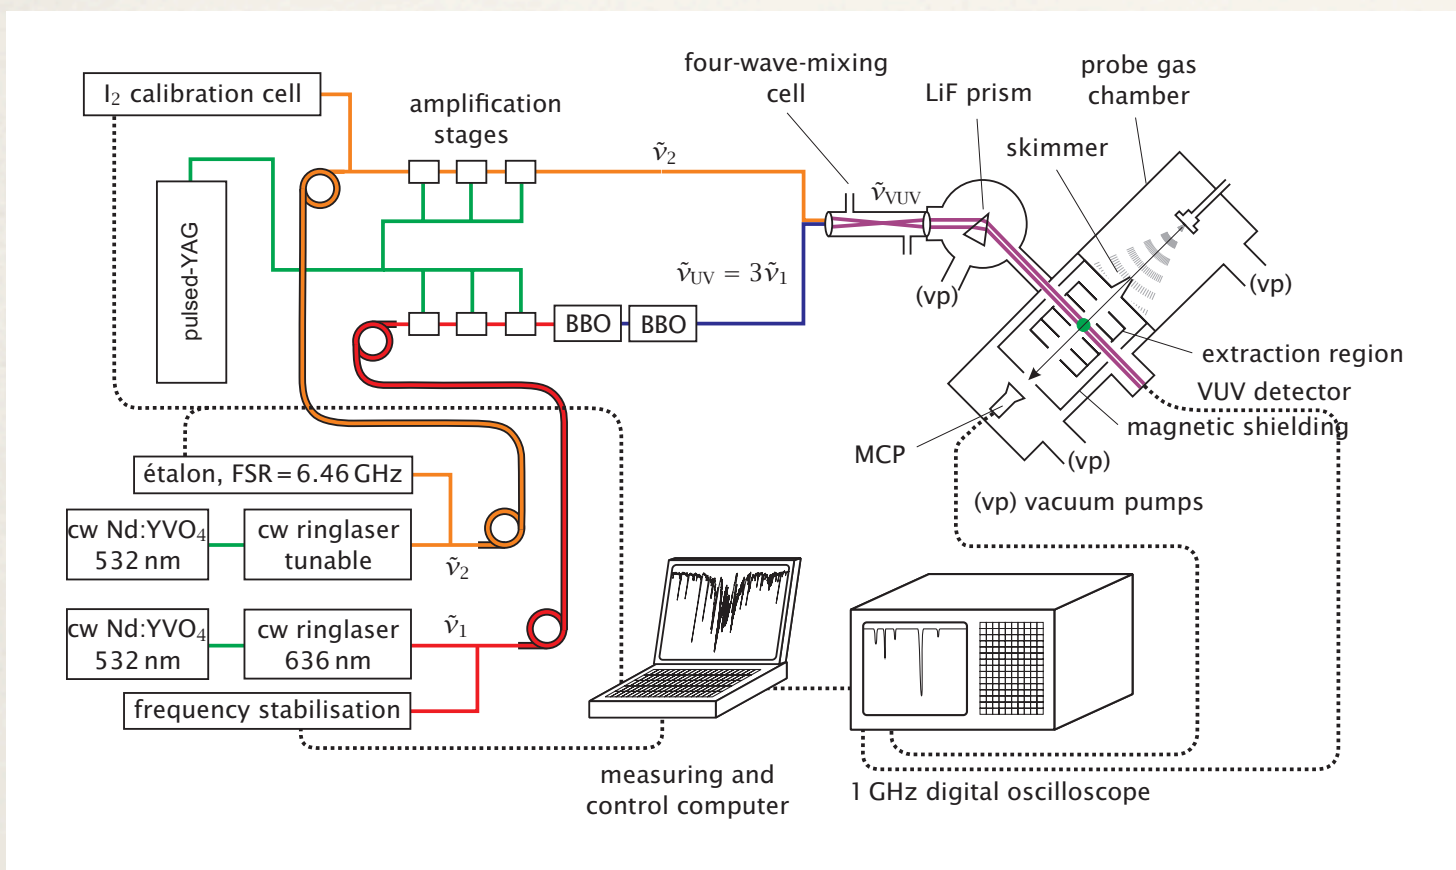 four-wave-mixing
cell
LiF prism
probe gas
chamber
I₂ calibration cell
amplification
stages
skimmer
ν̃₂
ν̃VUV
pulsed-YAG
ν̃UV = 3ν̃₁
(vp)
(vp)
BBO
BBO
extraction region
VUV detector
magnetic shielding
MCP
(vp)
étalon, FSR = 6.46 GHz
(vp) vacuum pumps
cw Nd:YVO₄
532 nm
cw ringlaser
tunable
ν̃₂
cw Nd:YVO₄
532 nm
cw ringlaser
636 nm
ν̃₁
frequency stabilisation
measuring and
control computer
1 GHz digital oscilloscope